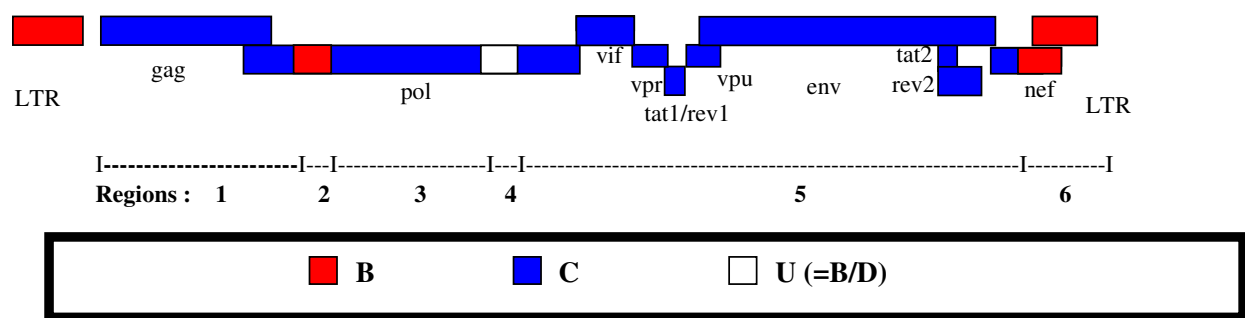 gag
pol
vif
vpr
tat1/rev1
vpu
env
tat2
rev2
nef
LTR
LTR
I------------------------I---I-------------------I---I--------------------------------------------------------------I----------I
Regions : 1 2 3 4 5 6
B C U (=B/D)